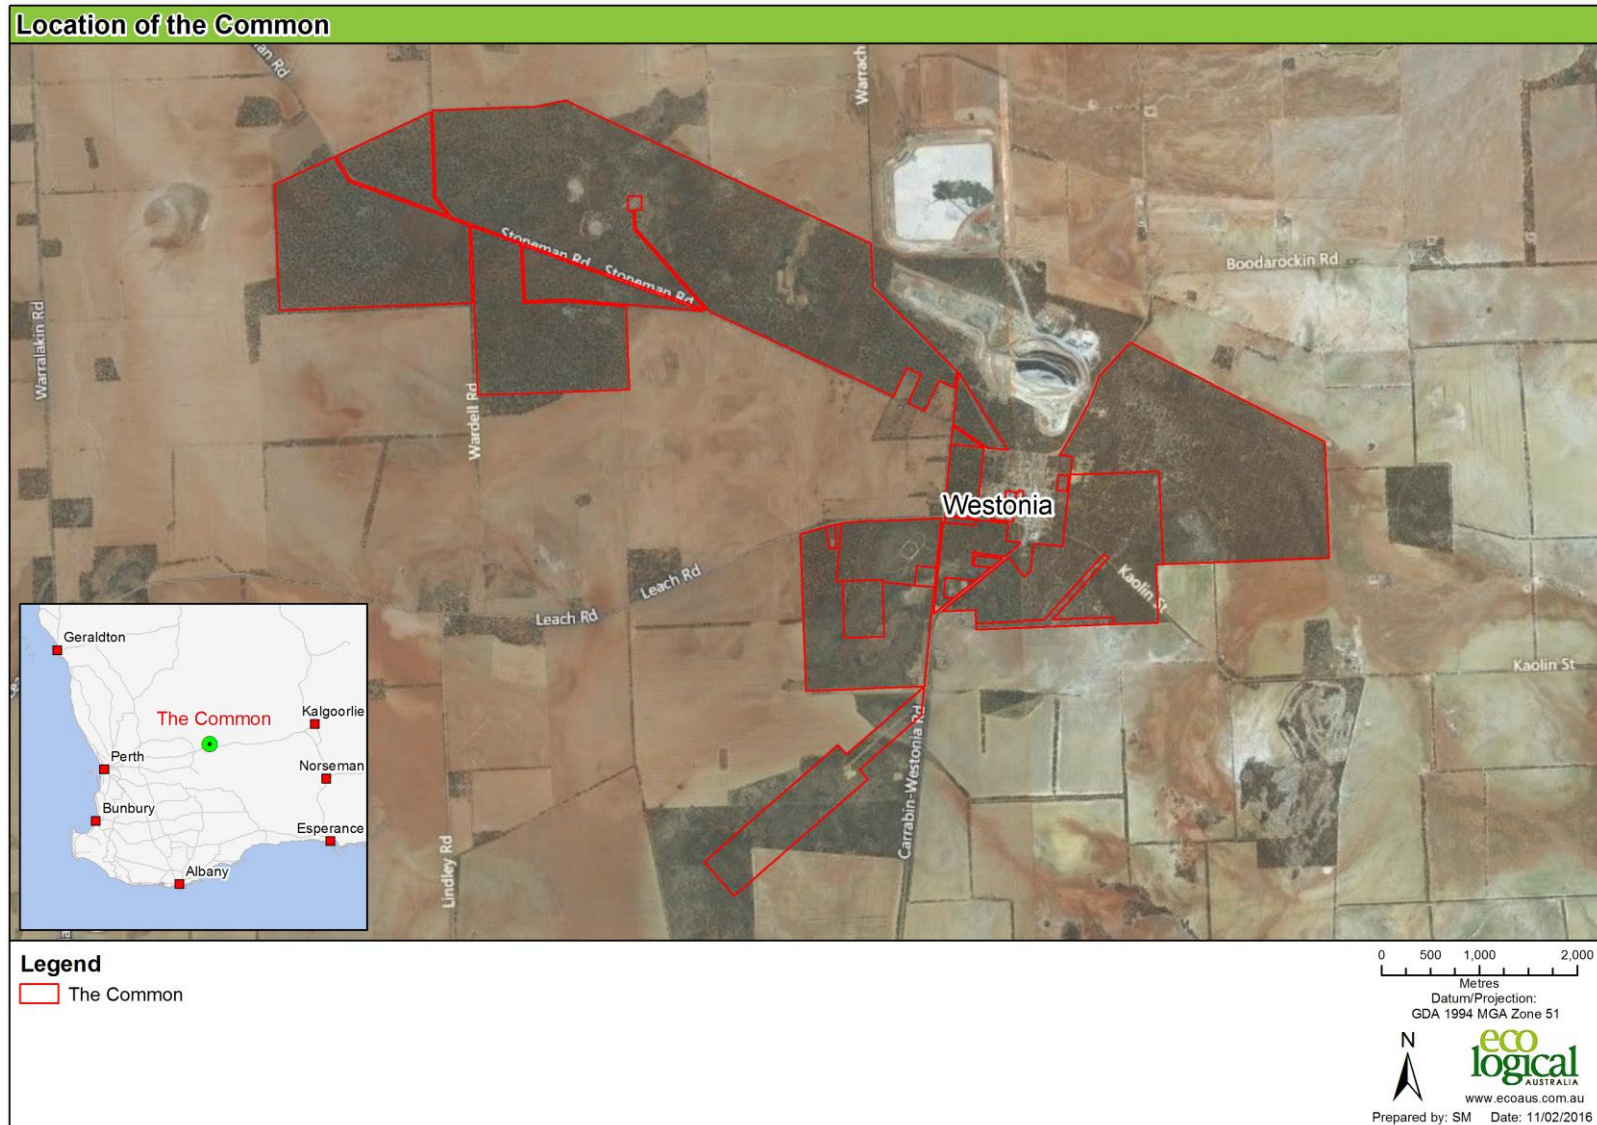 Location of the Common
Warrach
Stoneman Rd
Stoneman Rd
Boodarockin Rd
Warralakin Rd
Wardell Rd
Westonia
Leach Rd
Leach Rd
Kaolin St
Kaolin St
Carrabin-Westonia Rd
Lindley Rd
Geraldton
The Common
Kalgoorlie
Perth
Norseman
Bunbury
Esperance
Albany
Legend
The Common
0 500 1,000 2,000
Metres
Datum/Projection:
GDA 1994 MGA Zone 51
N
eco
logical
AUSTRALIA
www.ecoaus.com.au
Prepared by: SM Date: 11/02/2016